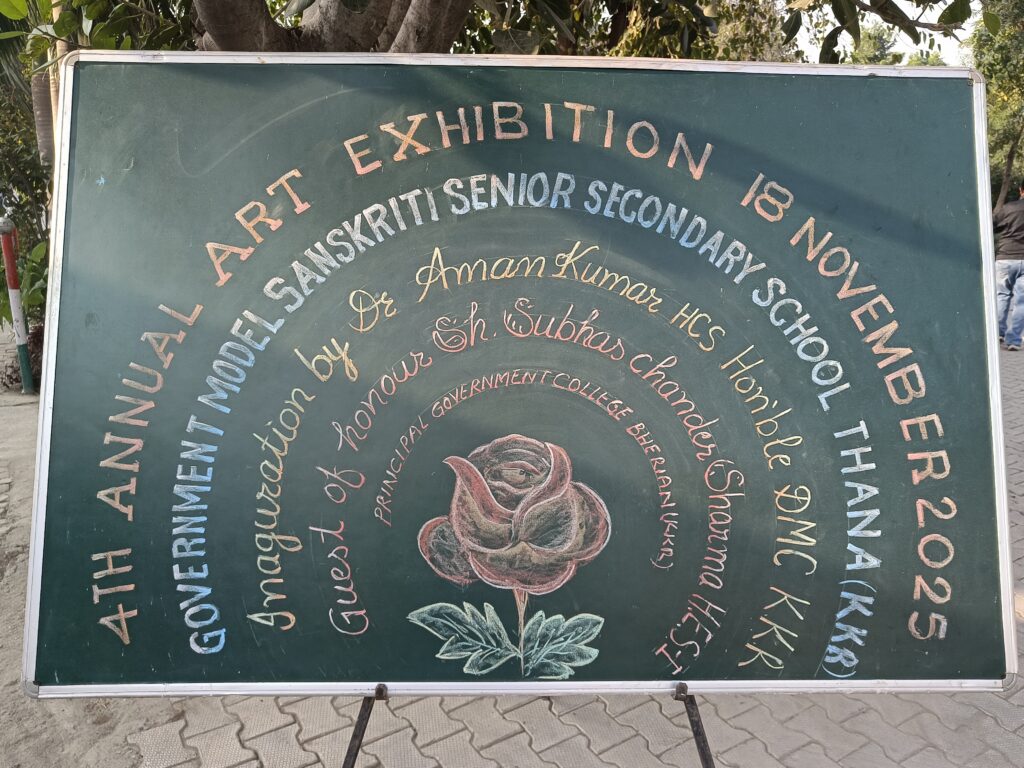 4TH ANNUAL ART EXHIBITION 18 NOVEMBER 2025
GOVERNMENT MODEL SANSKRITI SENIOR SECONDARY SCHOOL THANA (KKR)
Inaguration by Dr Aman Kumar HCS Hon'ble DMC KKR
Guest of honour Sh. Subhas chander Sharma H.E.S-I
PRINCIPAL GOVERNMENT COLLEGE BHERIAN (KKR)